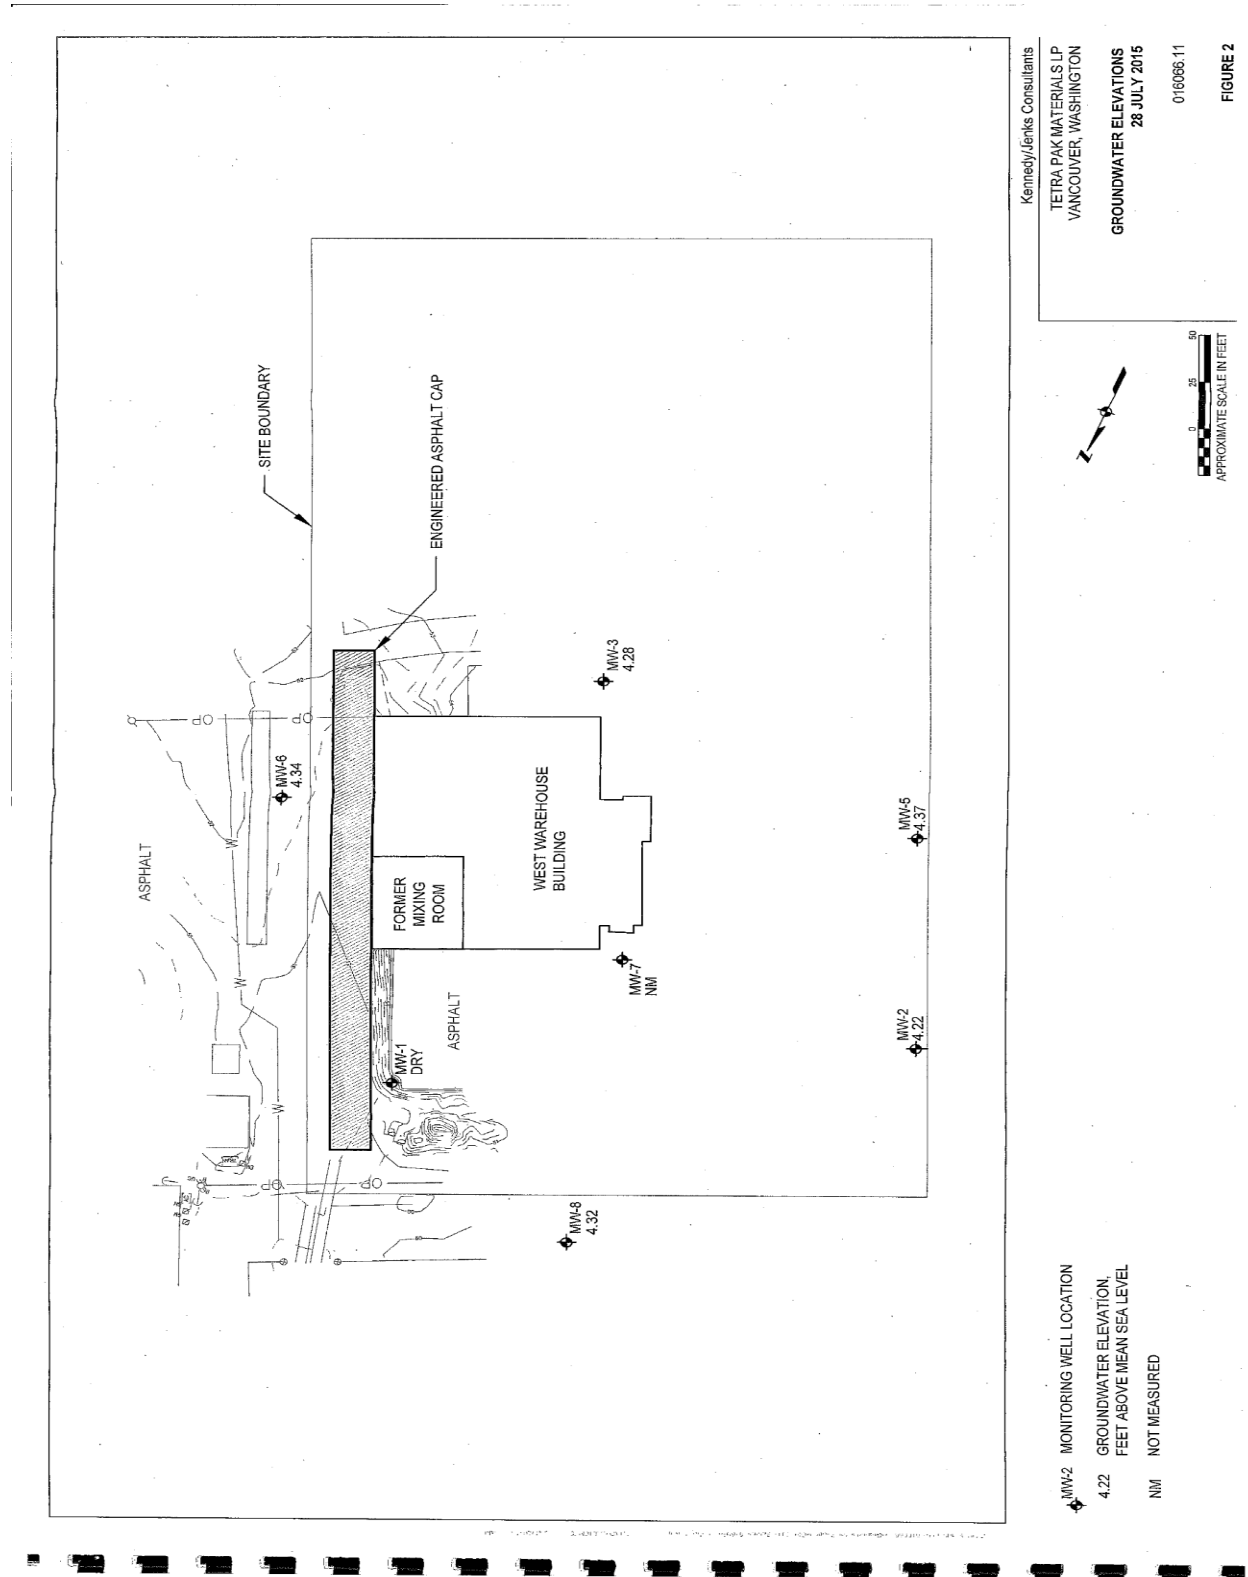 SITE BOUNDARY
ENGINEERED ASPHALT CAP
ASPHALT
MW-6
4.34
W
W
W
OP
OP
OP
OP
FORMER
MIXING
ROOM
WEST WAREHOUSE
BUILDING
MW-3
4.28
MW-7
NM
MW-1
DRY
ASPHALT
MW-5
4.37
MW-2
4.22
MW-8
4.32
MW-2 MONITORING WELL LOCATION
4.22 GROUNDWATER ELEVATION,
FEET ABOVE MEAN SEA LEVEL
NM NOT MEASURED
N
0 25 50
APPROXIMATE SCALE IN FEET
Kennedy/Jenks Consultants
TETRA PAK MATERIALS LP
VANCOUVER, WASHINGTON
GROUNDWATER ELEVATIONS
28 JULY 2015
016066.11
FIGURE 2